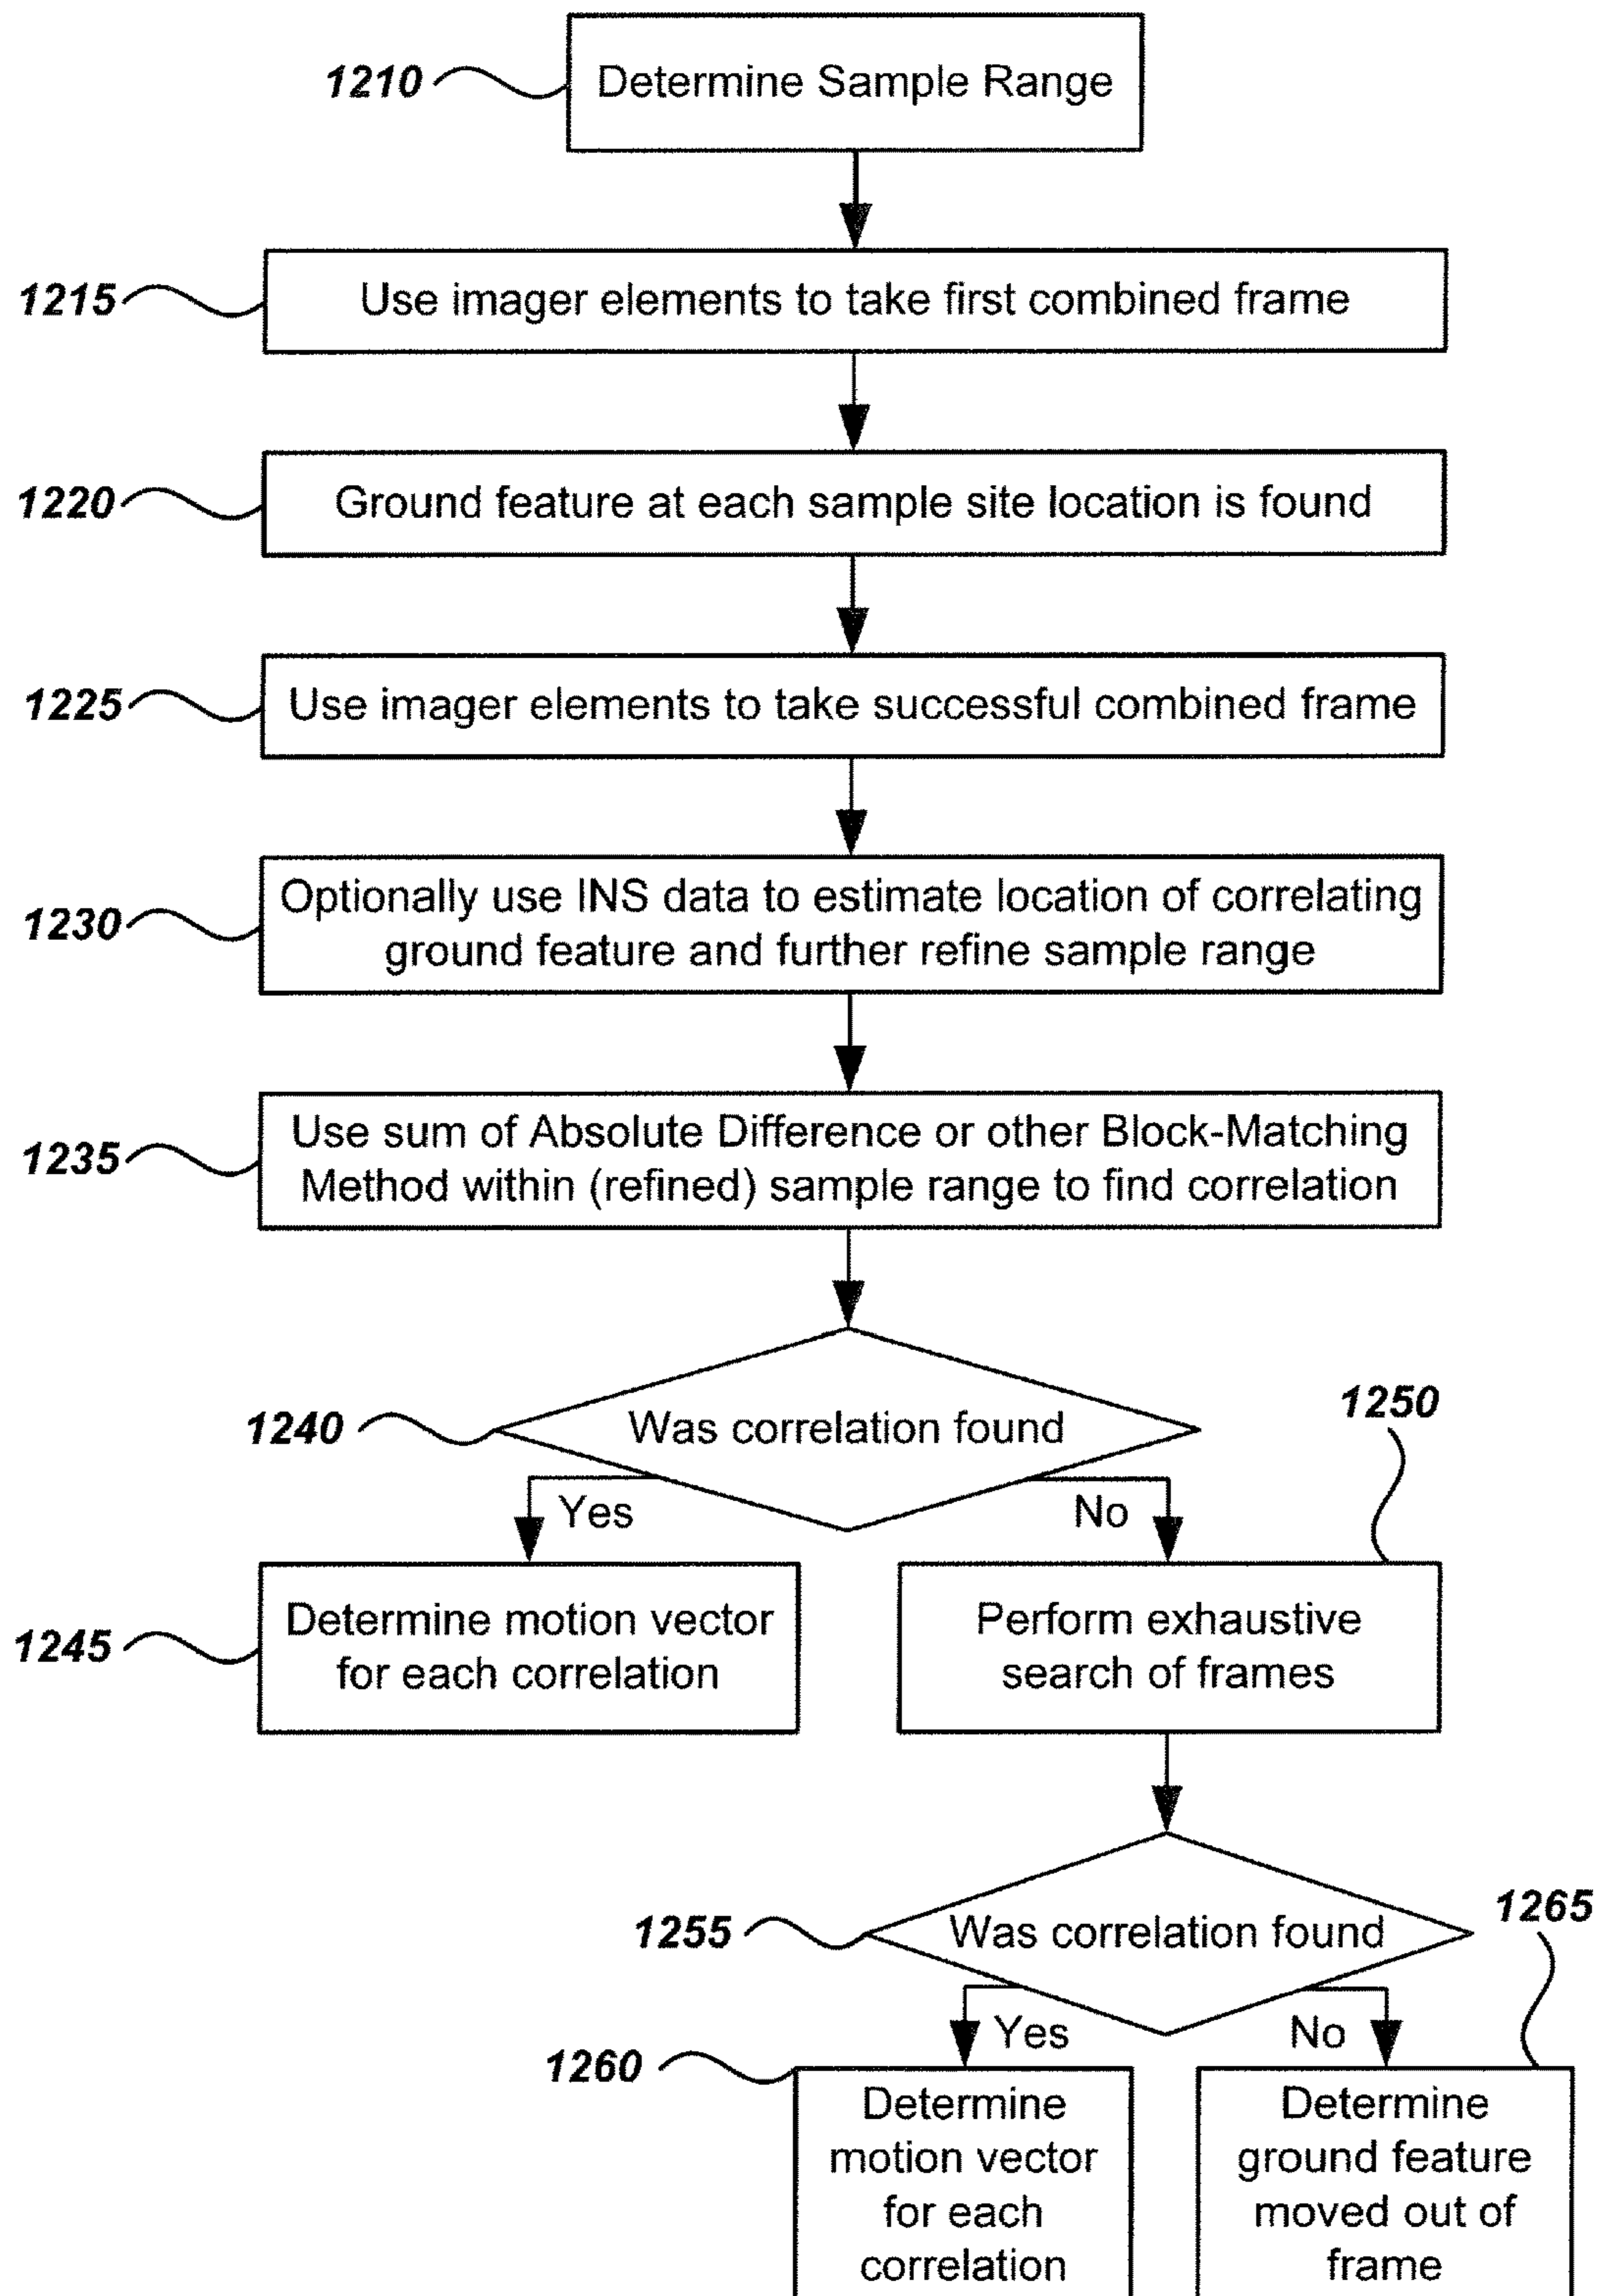 1210
Determine Sample Range
1215
Use imager elements to take first combined frame
1220
Ground feature at each sample site location is found
1225
Use imager elements to take successful combined frame
1230
Optionally use INS data to estimate location of correlating
ground feature and further refine sample range
1235
Use sum of Absolute Difference or other Block-Matching
Method within (refined) sample range to find correlation
1240
Was correlation found
1250
Yes
No
1245
Determine motion vector
for each correlation
Perform exhaustive
search of frames
1255
Was correlation found
1265
Yes
No
1260
Determine
motion vector
for each
correlation
Determine
ground feature
moved out of
frame